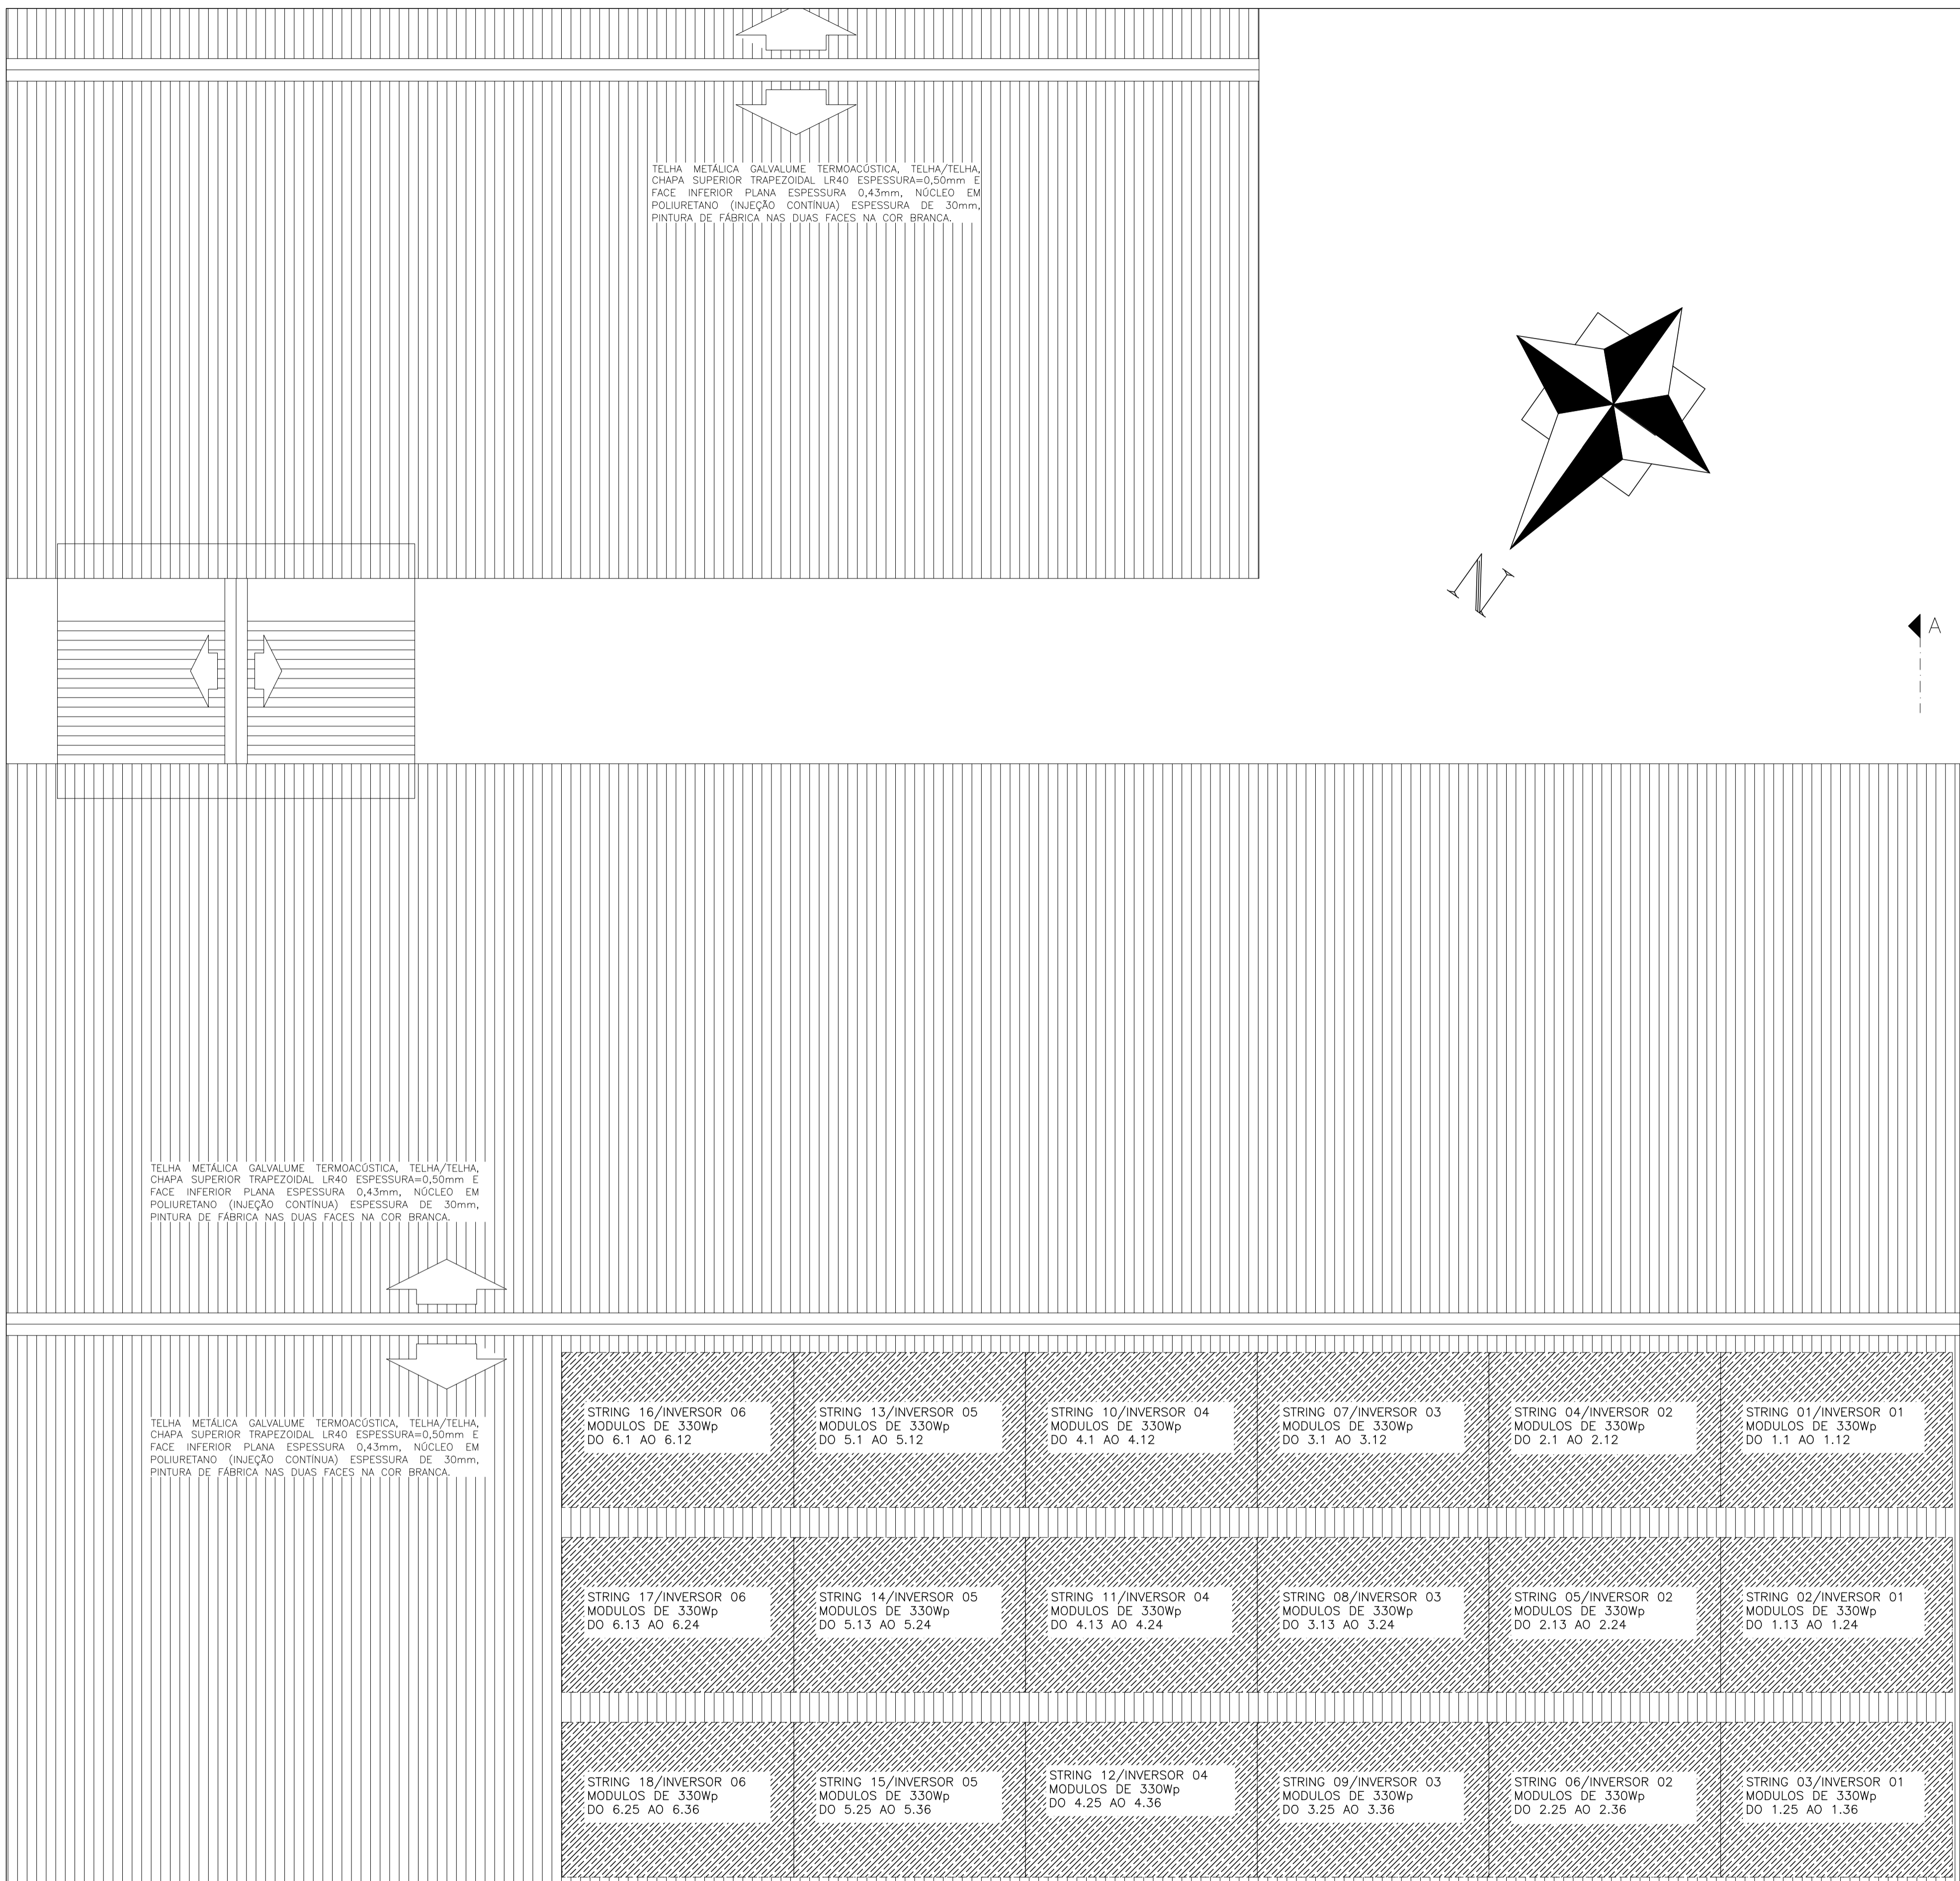 TELHA METÁLICA GALVALUME TERMOACÚSTICA, TELHA/TELHA,
CHAPA SUPERIOR TRAPEZOIDAL LR40 ESPESSURA=0,50mm E
FACE INFERIOR PLANA ESPESSURA 0,43mm, NÚCLEO EM
POLIURETANO (INJEÇÃO CONTÍNUA) ESPESSURA DE 30mm,
PINTURA DE FÁBRICA NAS DUAS FACES NA COR BRANCA.
N
A
TELHA METÁLICA GALVALUME TERMOACÚSTICA, TELHA/TELHA,
CHAPA SUPERIOR TRAPEZOIDAL LR40 ESPESSURA=0,50mm E
FACE INFERIOR PLANA ESPESSURA 0,43mm, NÚCLEO EM
POLIURETANO (INJEÇÃO CONTÍNUA) ESPESSURA DE 30mm,
PINTURA DE FÁBRICA NAS DUAS FACES NA COR BRANCA.
TELHA METÁLICA GALVALUME TERMOACÚSTICA, TELHA/TELHA,
CHAPA SUPERIOR TRAPEZOIDAL LR40 ESPESSURA=0,50mm E
FACE INFERIOR PLANA ESPESSURA 0,43mm, NÚCLEO EM
POLIURETANO (INJEÇÃO CONTÍNUA) ESPESSURA DE 30mm,
PINTURA DE FÁBRICA NAS DUAS FACES NA COR BRANCA.
STRING 16/INVERSOR 06
MODULOS DE 330Wp
DO 6.1 AO 6.12
STRING 13/INVERSOR 05
MODULOS DE 330Wp
DO 5.1 AO 5.12
STRING 10/INVERSOR 04
MODULOS DE 330Wp
DO 4.1 AO 4.12
STRING 07/INVERSOR 03
MODULOS DE 330Wp
DO 3.1 AO 3.12
STRING 04/INVERSOR 02
MODULOS DE 330Wp
DO 2.1 AO 2.12
STRING 01/INVERSOR 01
MODULOS DE 330Wp
DO 1.1 AO 1.12
STRING 17/INVERSOR 06
MODULOS DE 330Wp
DO 6.13 AO 6.24
STRING 14/INVERSOR 05
MODULOS DE 330Wp
DO 5.13 AO 5.24
STRING 11/INVERSOR 04
MODULOS DE 330Wp
DO 4.13 AO 4.24
STRING 08/INVERSOR 03
MODULOS DE 330Wp
DO 3.13 AO 3.24
STRING 05/INVERSOR 02
MODULOS DE 330Wp
DO 2.13 AO 2.24
STRING 02/INVERSOR 01
MODULOS DE 330Wp
DO 1.13 AO 1.24
STRING 18/INVERSOR 06
MODULOS DE 330Wp
DO 6.25 AO 6.36
STRING 15/INVERSOR 05
MODULOS DE 330Wp
DO 5.25 AO 5.36
STRING 12/INVERSOR 04
MODULOS DE 330Wp
DO 4.25 AO 4.36
STRING 09/INVERSOR 03
MODULOS DE 330Wp
DO 3.25 AO 3.36
STRING 06/INVERSOR 02
MODULOS DE 330Wp
DO 2.25 AO 2.36
STRING 03/INVERSOR 01
MODULOS DE 330Wp
DO 1.25 AO 1.36